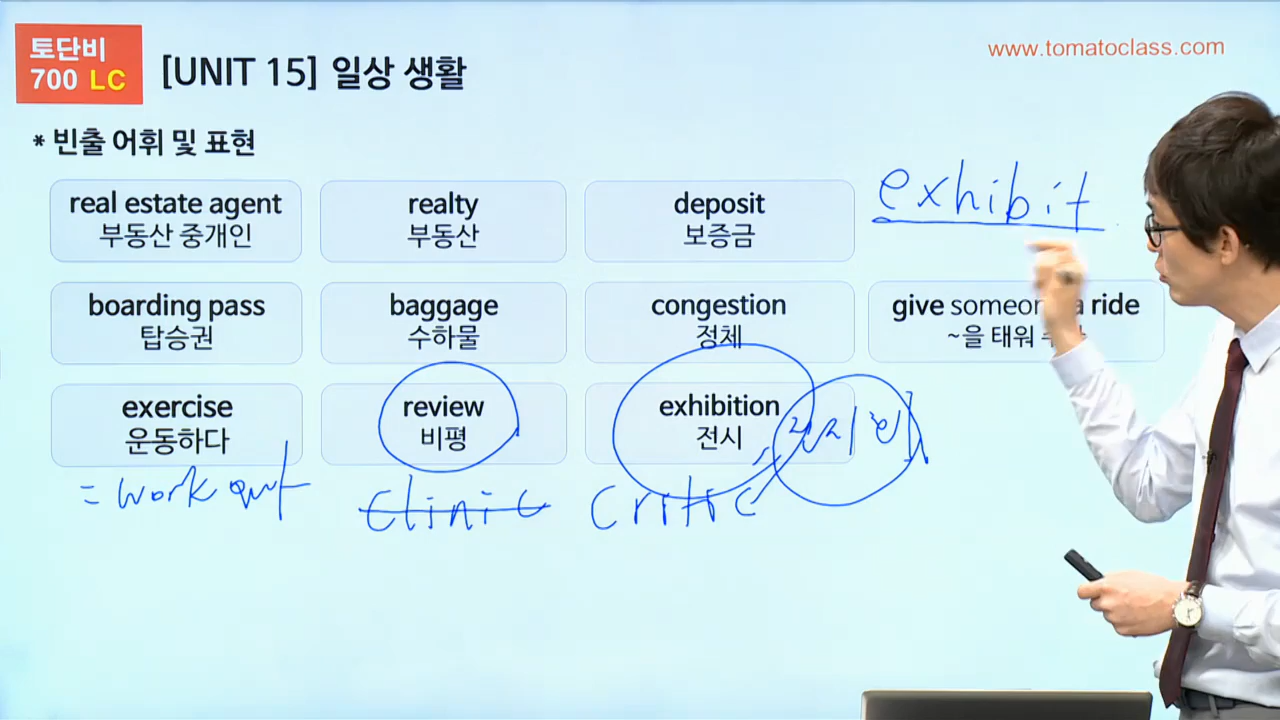 토단비
700 LC
[UNIT 15] 일상 생활
www.tomatoclass.com
* 빈출 어휘 및 표현
real estate agent
부동산 중개인
realty
부동산
deposit
보증금
exhibit
boarding pass
탑승권
baggage
수하물
congestion
정체
give someon a ride
~을 태워
exercise
운동하다
review
비평
exhibition
전시
= work out
clinic
critic